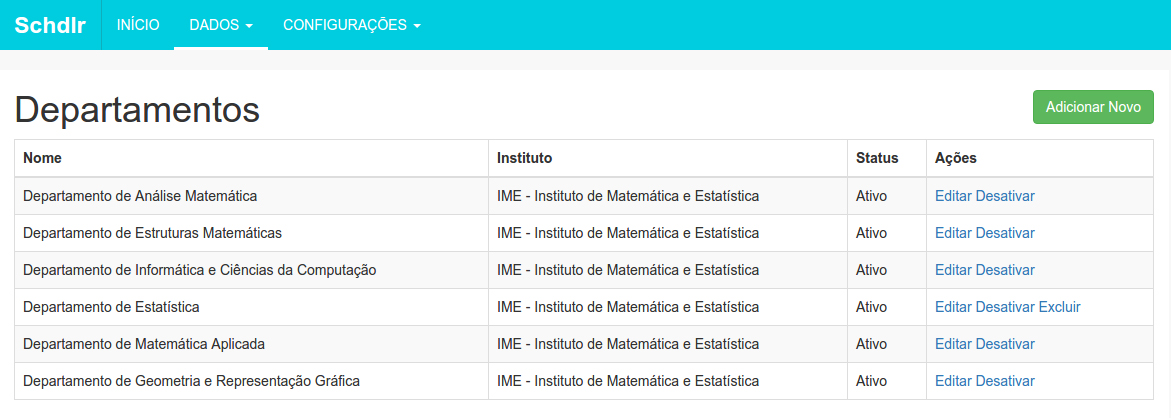 Schdlr INÍCIO DADOS CONFIGURAÇÕES
Departamentos Adicionar Novo
Nome Instituto Status Ações
Departamento de Análise Matemática IME - Instituto de Matemática e Estatística Ativo Editar Desativar
Departamento de Estruturas Matemáticas IME - Instituto de Matemática e Estatística Ativo Editar Desativar
Departamento de Informática e Ciências da Computação IME - Instituto de Matemática e Estatística Ativo Editar Desativar
Departamento de Estatística IME - Instituto de Matemática e Estatística Ativo Editar Desativar Excluir
Departamento de Matemática Aplicada IME - Instituto de Matemática e Estatística Ativo Editar Desativar
Departamento de Geometria e Representação Gráfica IME - Instituto de Matemática e Estatística Ativo Editar Desativar